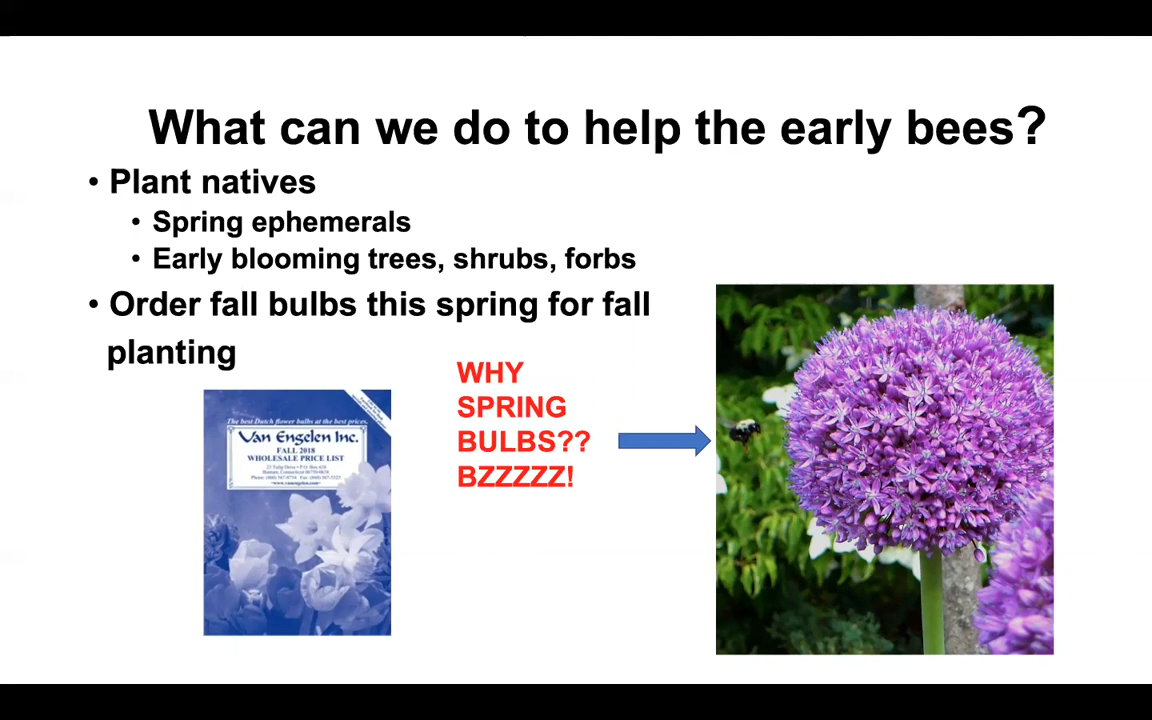 What can we do to help the early bees?
• Plant natives
• Spring ephemerals
• Early blooming trees, shrubs, forbs
• Order fall bulbs this spring for fall
planting
WHY
SPRING
BULBS??
BZZZZZ!
The best Dutch flower bulbs at the best prices.
Van Engelen Inc.
FALL 2018
WHOLESALE PRICE LIST